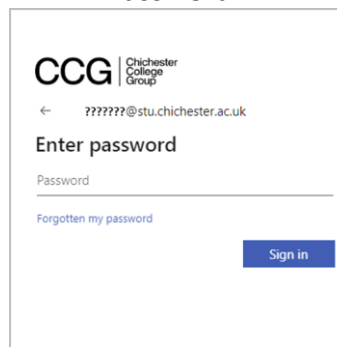 CCG
Chichester
College
Group
← ???????@stu.chichester.ac.uk
Enter password
Password
Forgotten my password
Sign in